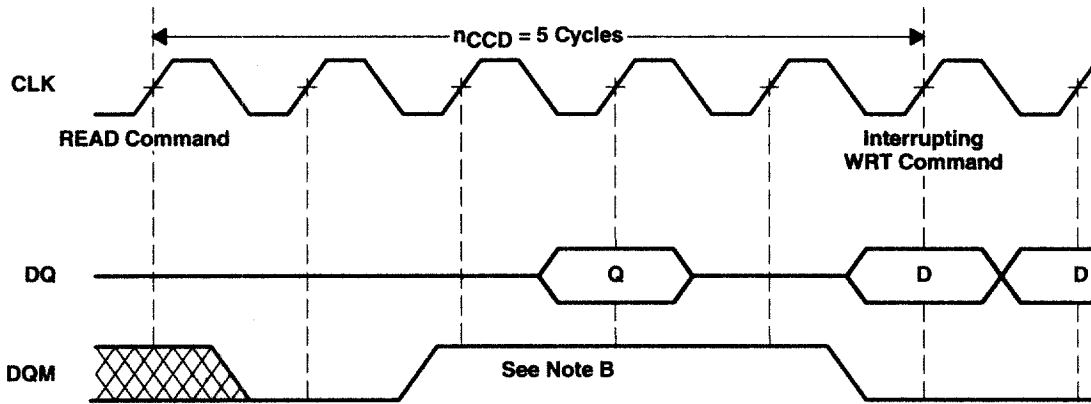 nCCD = 5 Cycles
CLK
READ Command
Interrupting
WRT Command
DQ
Q
D
D
DQM
See Note B